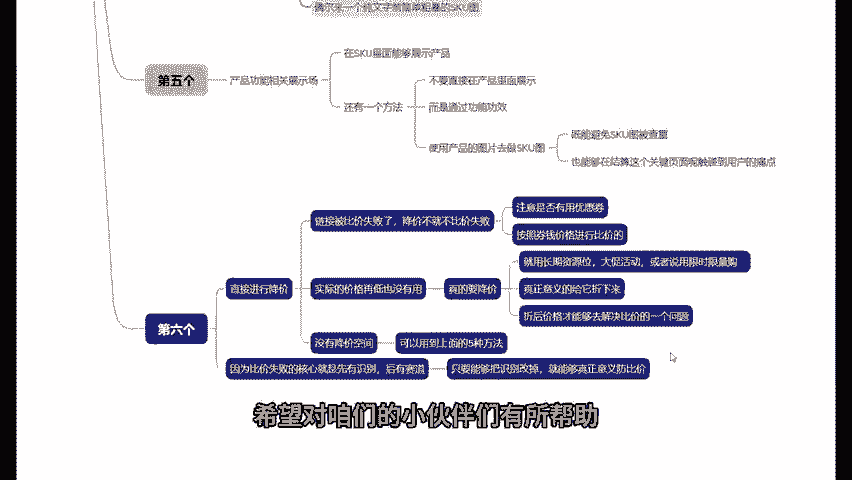 搞个来一个纯文字的简单粗暴的SKU图
第五个
产品功能相关展示场
在SKU里面能够展示产品
还有一个方法
不要直接在产品里面展示
而是通过功能功效
使用产品的图片去做SKU图
既能避免SKU图被查重
也能够在结算这个关键页面呢触碰到用户的痛点
第六个
直接进行降价
链接被比价失败了，降价不就不比价失败
注意是否有用优惠券
按照券钱价格进行比价的
实际的价格再低也没有用
真的要降价
就用长期资源位，大促活动，或者说用限时限量购
真正意义的给它折下来
折后价格才能够去解决比价的一个问题
没有降价空间
可以用到上面的5种方法
因为比价失败的核心就是先有识别，后有赛道
只要能够把识别改掉，就能够真正意义防比价
希望对咱们的小伙伴们有所帮助